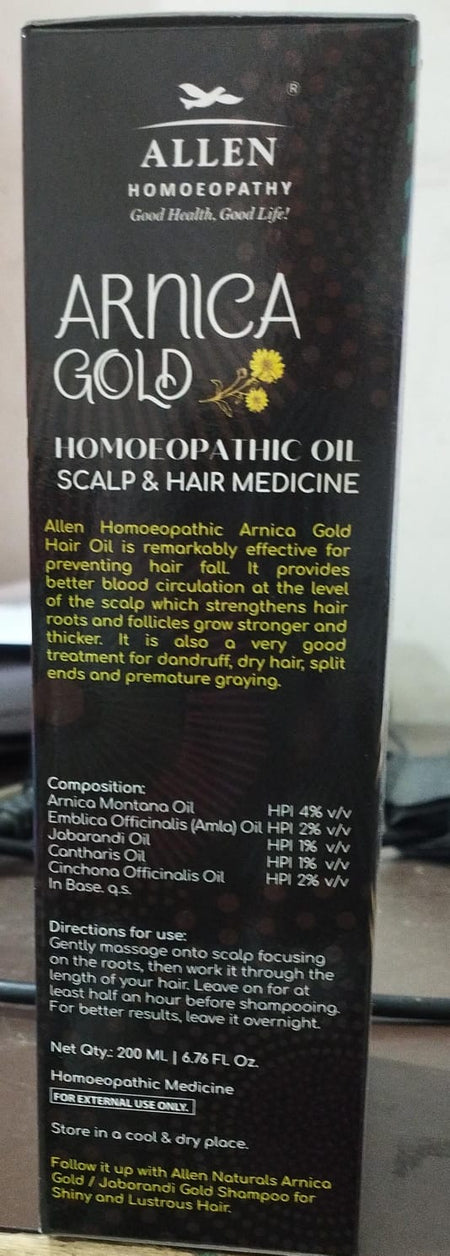 ®
ALLEN
HOMOEOPATHY
Good Health, Good Life!
ARNICA
GOLD
HOMOEOPATHIC OIL
SCALP & HAIR MEDICINE
Allen Homoeopathic Arnica Gold
Hair Oil is remarkably effective for
preventing hair fall. It provides
better blood circulation at the level
of the scalp which strengthens hair
roots and follicles grow stronger and
thicker. It is also a very good
treatment for dandruff, dry hair, split
ends and premature graying.
Composition:
Arnica Montana Oil HPI 4% v/v
Emblica Officinalis (Amla) Oil HPI 2% v/v
Jabarandi Oil HPI 1% v/v
Cantharis Oil HPI 1% v/v
Cinchona Officinalis Oil HPI 2% v/v
In Base. q.s.
Directions for use:
Gently massage onto scalp focusing
on the roots, then work it through the
length of your hair. Leave on for at
least half an hour before shampooing.
For better results, leave it overnight.
Net Qty.: 200 ML | 6.76 FL Oz.
Homoeopathic Medicine
FOR EXTERNAL USE ONLY.
Store in a cool & dry place.
Follow it up with Allen Naturals Arnica
Gold / Jaborandi Gold Shampoo for
Shiny and Lustrous Hair.